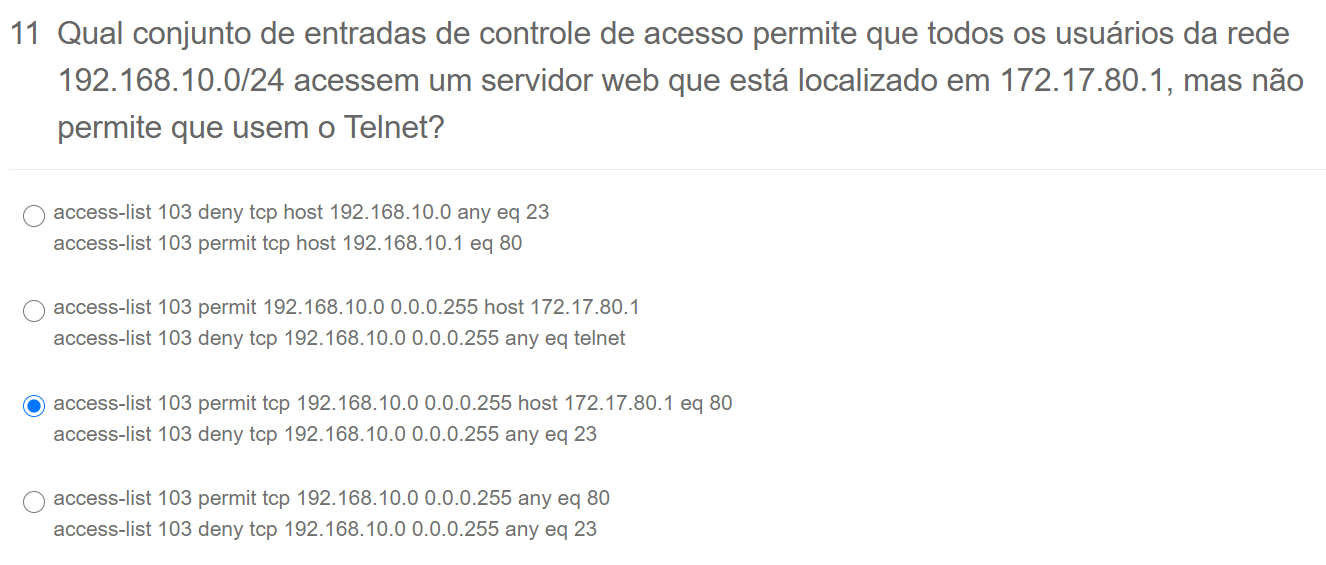 11 Qual conjunto de entradas de controle de acesso permite que todos os usuários da rede
192.168.10.0/24 acessem um servidor web que está localizado em 172.17.80.1, mas não
permite que usem o Telnet?
access-list 103 deny tcp host 192.168.10.0 any eq 23
access-list 103 permit tcp host 192.168.10.1 eq 80
access-list 103 permit 192.168.10.0 0.0.0.255 host 172.17.80.1
access-list 103 deny tcp 192.168.10.0 0.0.0.255 any eq telnet
access-list 103 permit tcp 192.168.10.0 0.0.0.255 host 172.17.80.1 eq 80
access-list 103 deny tcp 192.168.10.0 0.0.0.255 any eq 23
access-list 103 permit tcp 192.168.10.0 0.0.0.255 any eq 80
access-list 103 deny tcp 192.168.10.0 0.0.0.255 any eq 23